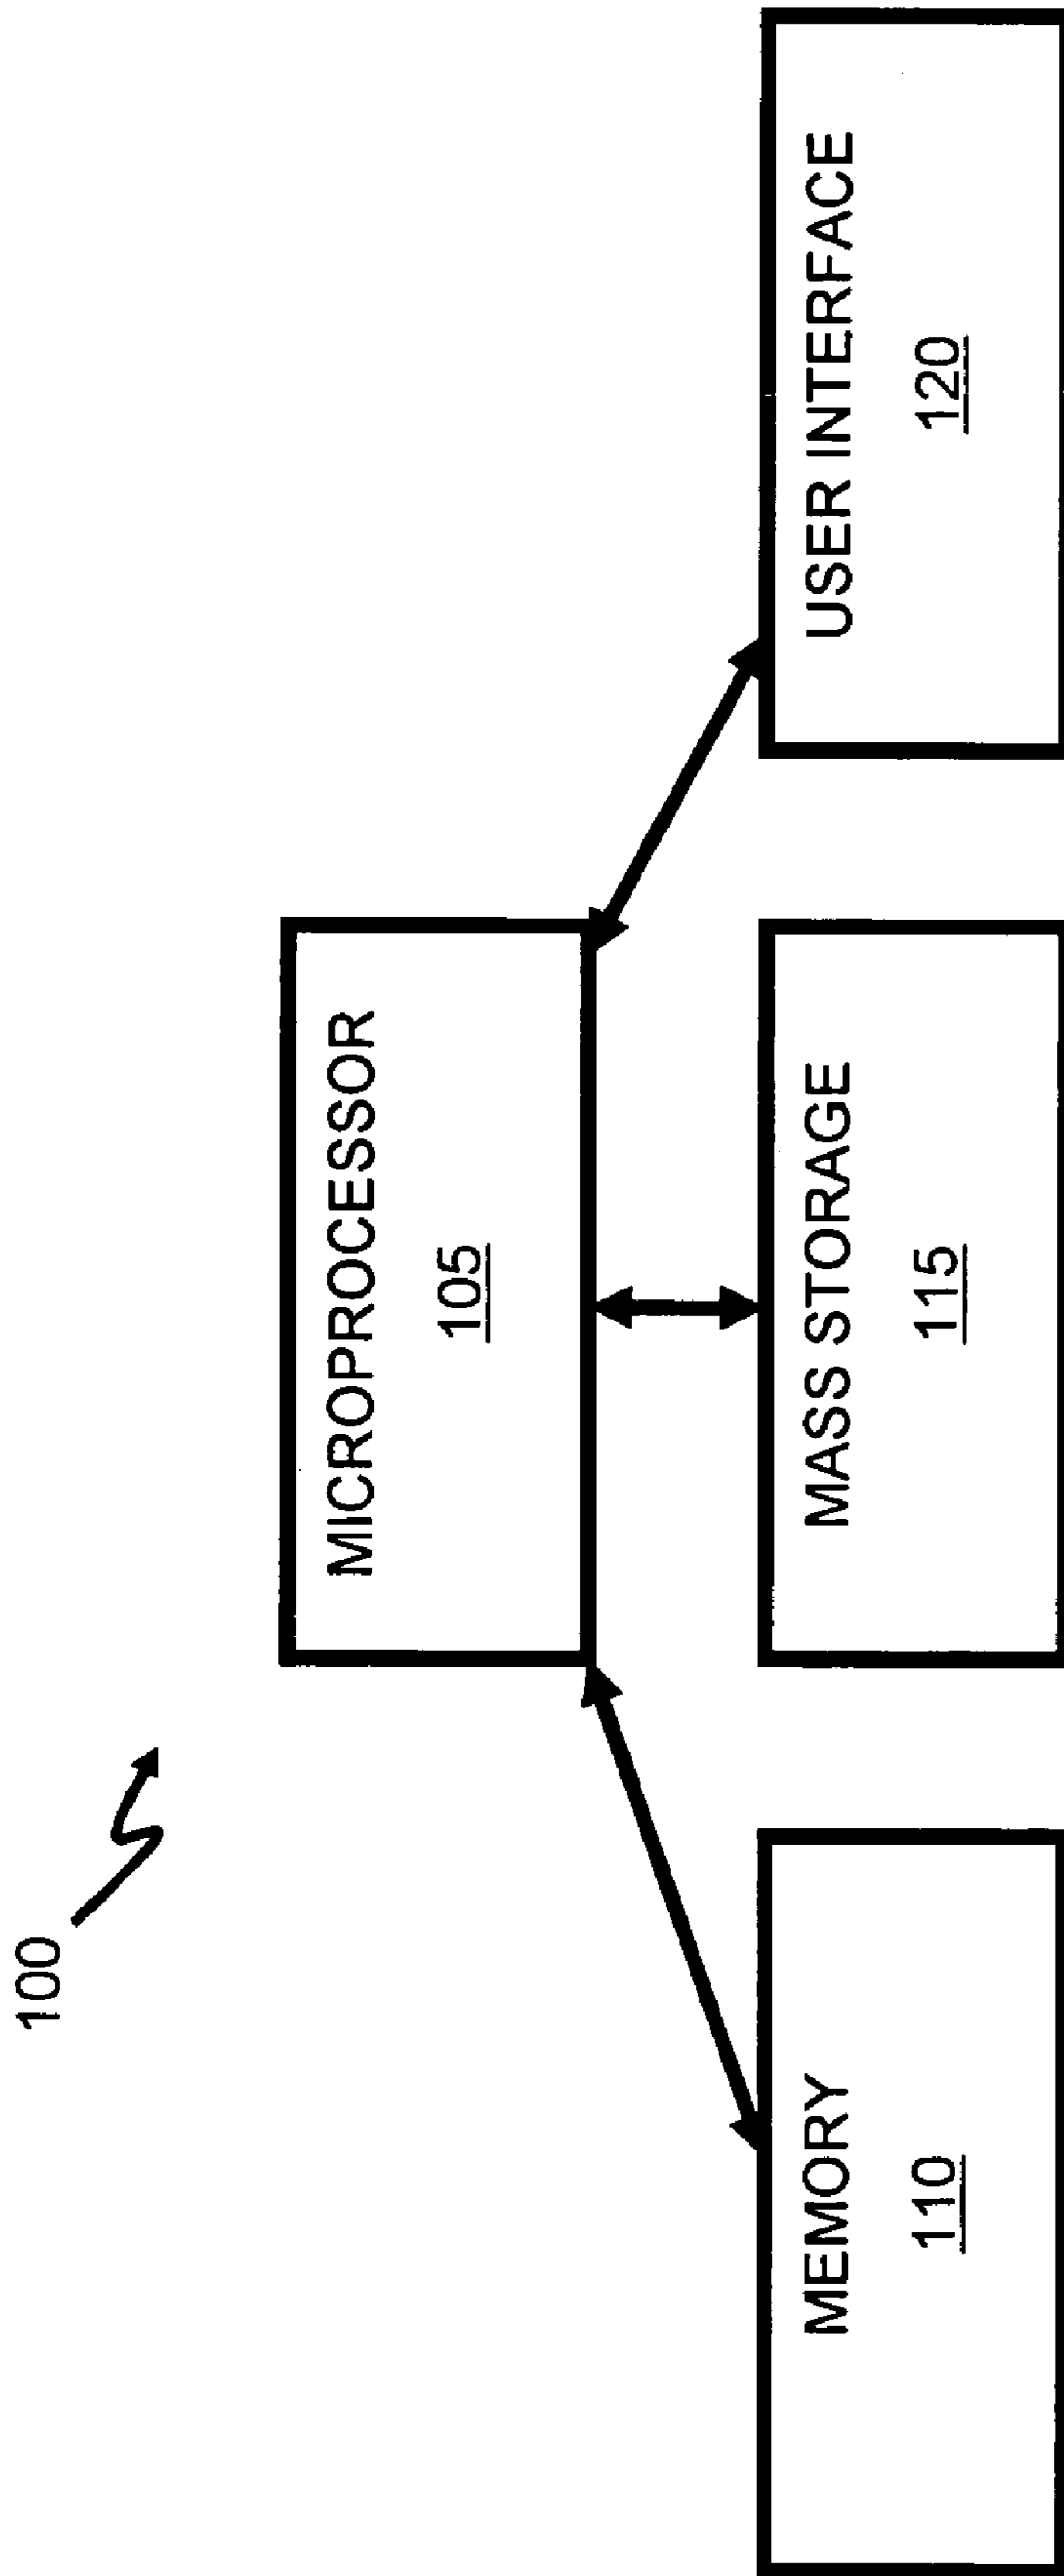 100
MICROPROCESSOR
105
MEMORY
110
MASS STORAGE
115
USER INTERFACE
120